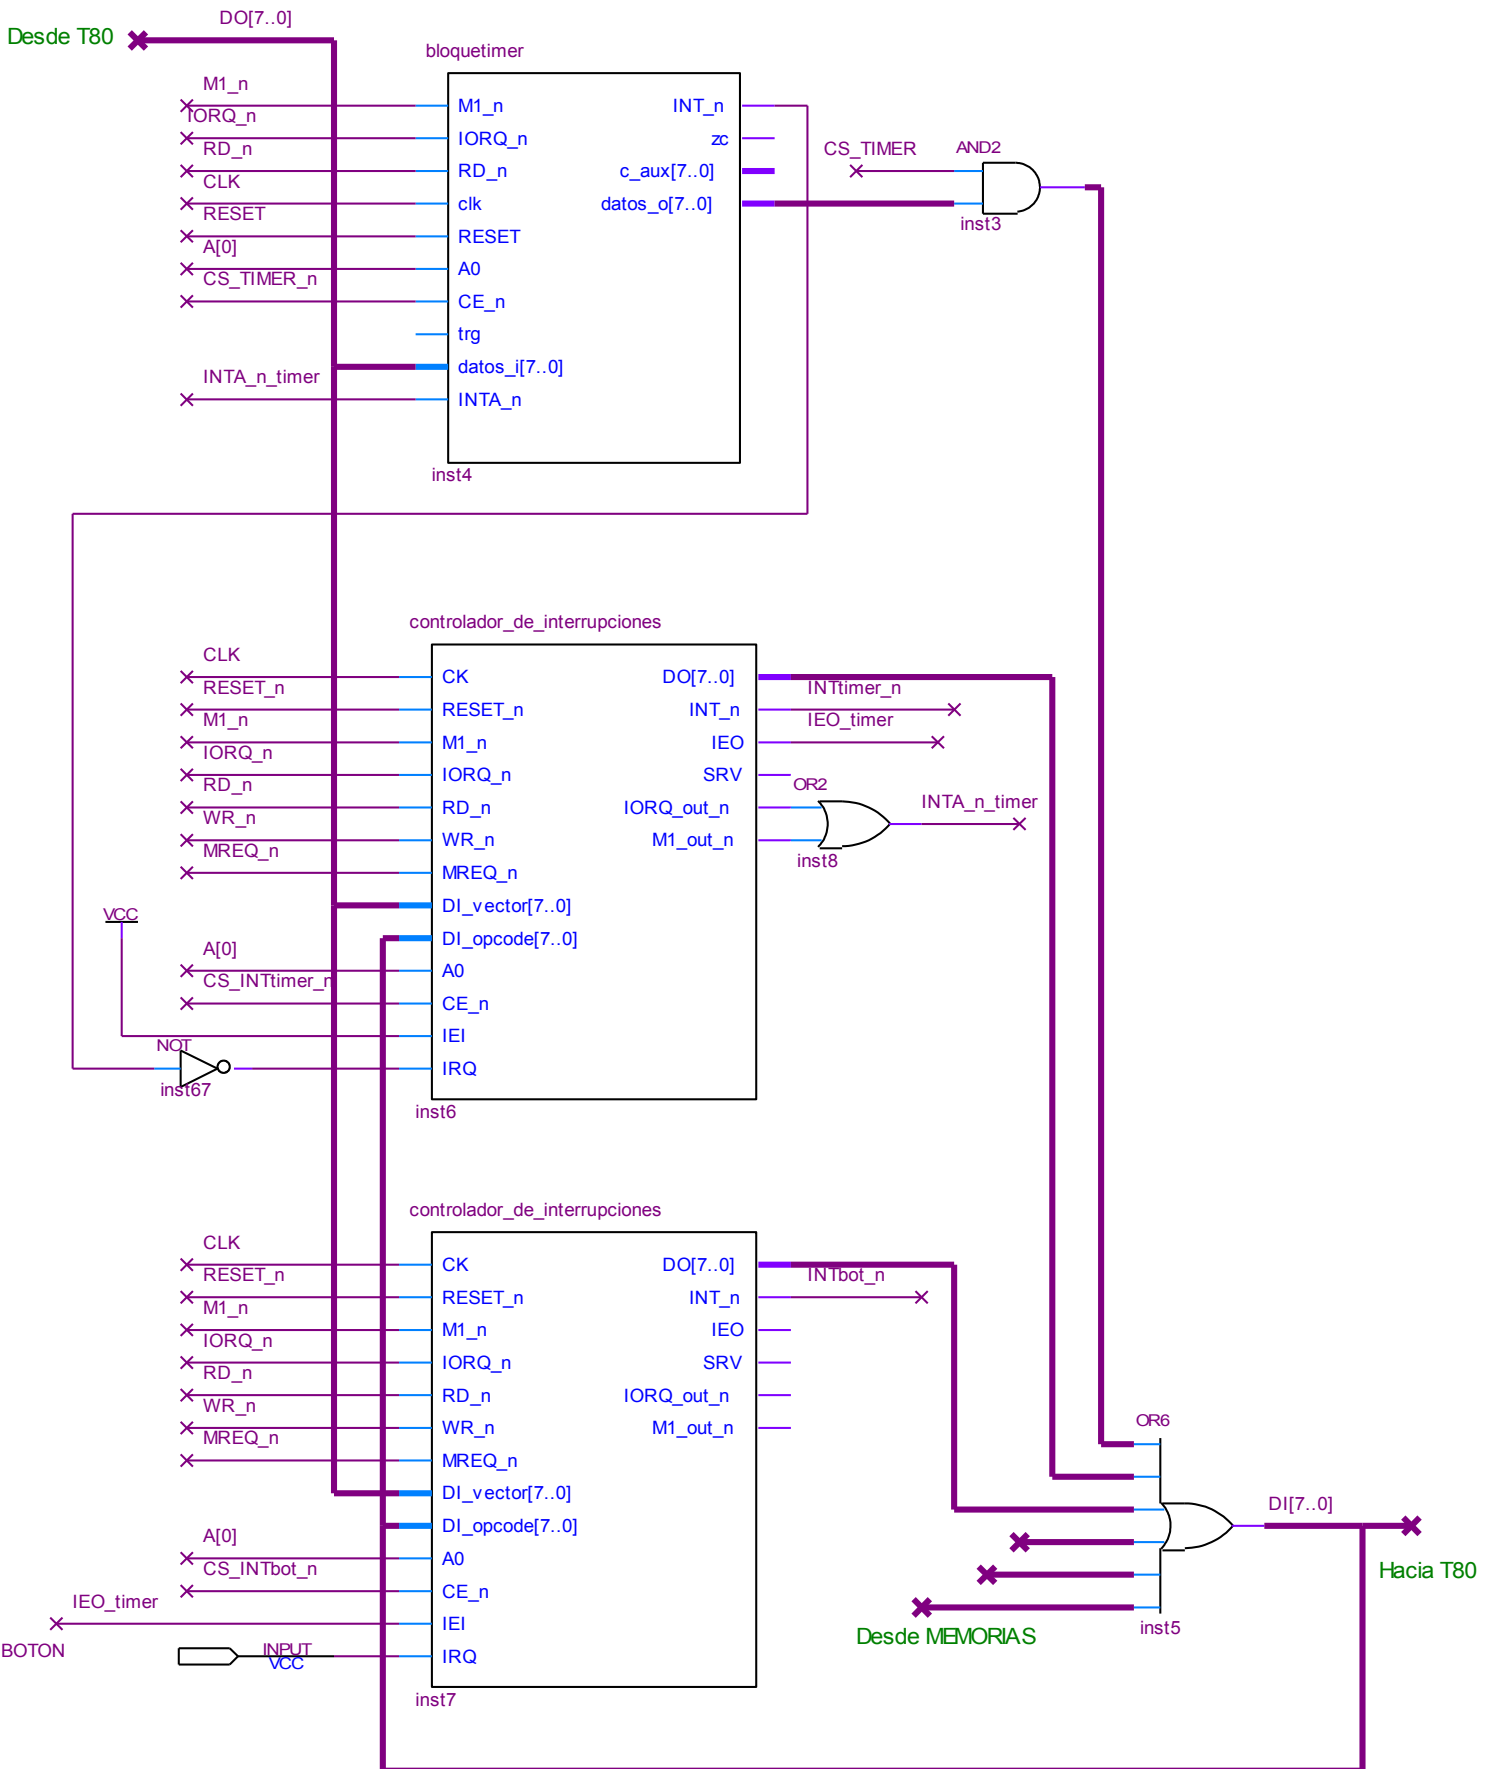 DO[7..0]
Desde T80
bloquetimer
M1_n
IORQ_n
RD_n
CLK
RESET
A[0]
CS_TIMER_n
INTA_n_timer
M1_n
IORQ_n
RD_n
clk
RESET
A0
CE_n
trg
datos_i[7..0]
INTA_n
INT_n
zc
c_aux[7..0]
datos_o[7..0]
inst4
CS_TIMER
AND2
inst3
controlador_de_interrupciones
CLK
RESET_n
M1_n
IORQ_n
RD_n
WR_n
MREQ_n
VCC
A[0]
CS_INTtimer_n
NOT
inst67
CK
RESET_n
M1_n
IORQ_n
RD_n
WR_n
MREQ_n
DI_vector[7..0]
DI_opcode[7..0]
A0
CE_n
IEI
IRQ
DO[7..0]
INT_n
IEO
SRV
IORQ_out_n
M1_out_n
inst6
INTtimer_n
IEO_timer
OR2
inst8
INTA_n_timer
controlador_de_interrupciones
CLK
RESET_n
M1_n
IORQ_n
RD_n
WR_n
MREQ_n
A[0]
CS_INTbot_n
IEO_timer
BOTON
INPUT
VCC
CK
RESET_n
M1_n
IORQ_n
RD_n
WR_n
MREQ_n
DI_vector[7..0]
DI_opcode[7..0]
A0
CE_n
IEI
IRQ
DO[7..0]
INT_n
IEO
SRV
IORQ_out_n
M1_out_n
inst7
INTbot_n
OR6
inst5
DI[7..0]
Hacia T80
Desde MEMORIAS